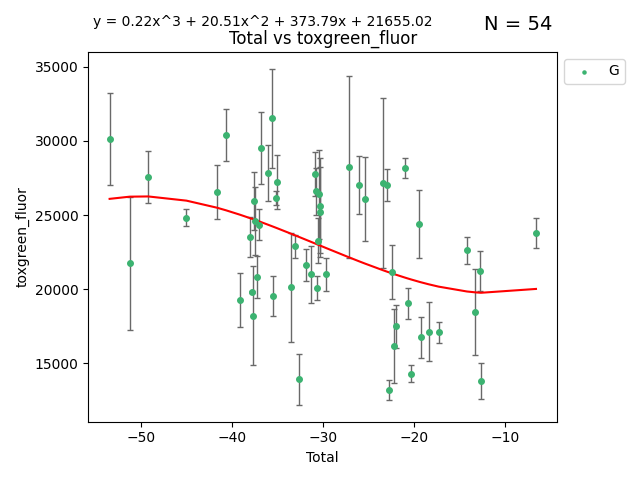 y = 0.22x^3 + 20.51x^2 + 373.79x + 21655.02
N = 54
Total vs toxgreen_fluor
G
35000
30000
25000
20000
15000
toxgreen_fluor
−50
−40
−30
−20
−10
Total